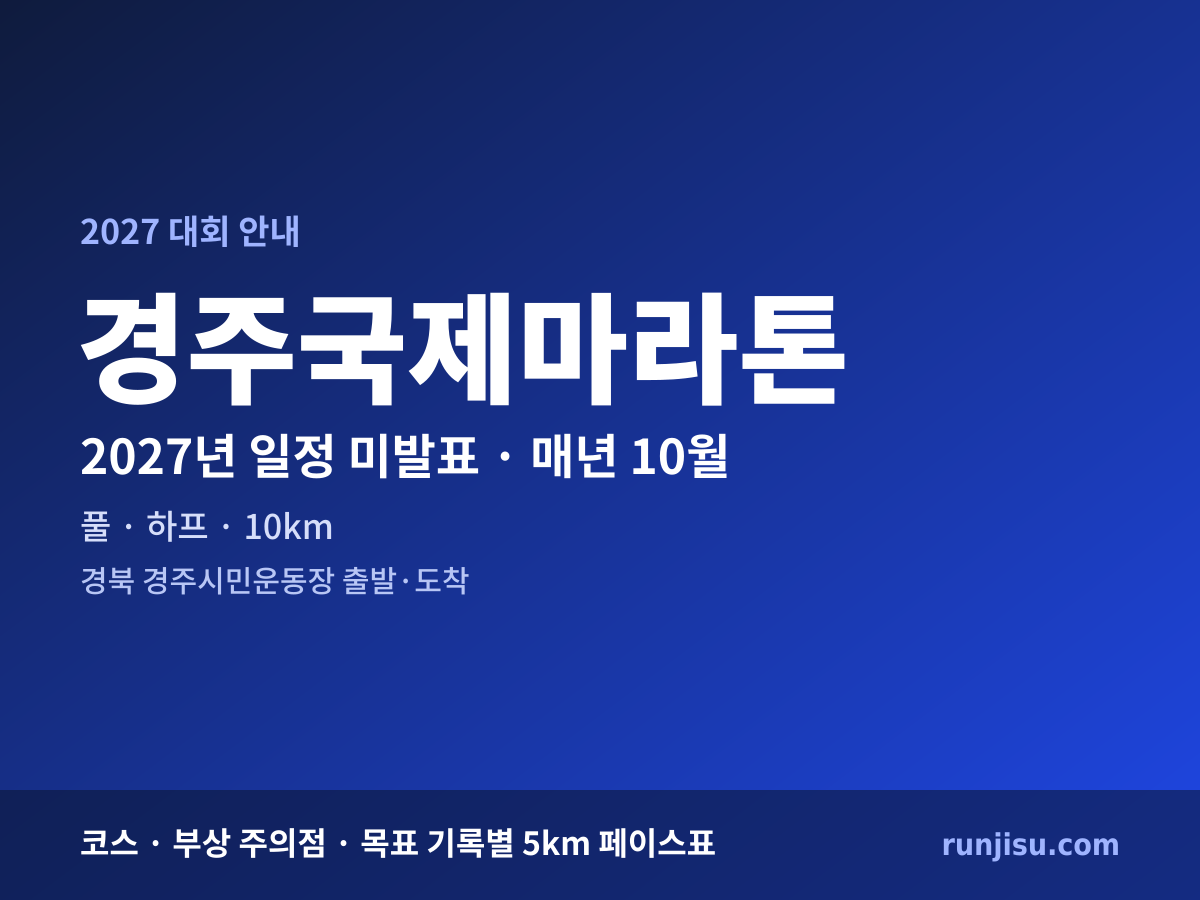 2027 대회 안내
경주국제마라톤
2027년 일정 미발표 · 매년 10월
풀 · 하프 · 10km
경북 경주시민운동장 출발·도착
코스 · 부상 주의점 · 목표 기록별 5km 페이스표
runjisu.com